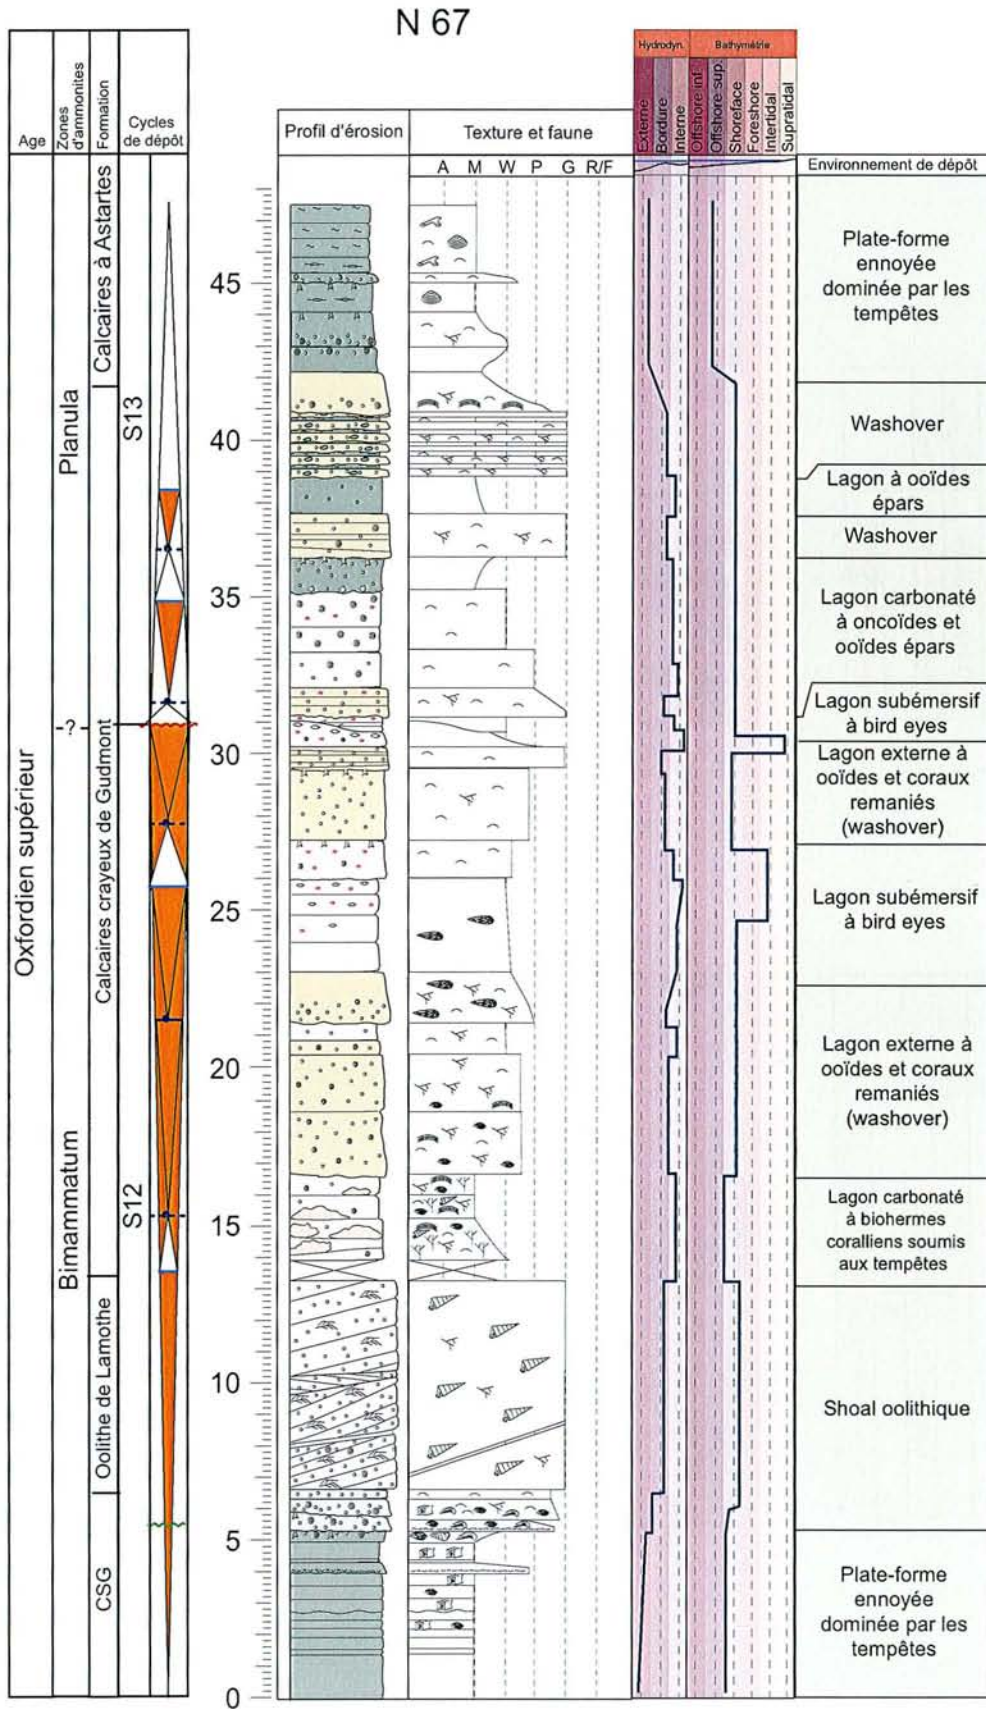 N 67
Age
Zones
d'ammonites
Formation
Cycles
de dépôt
Profil d'érosion
Texture et faune
A M W P G R/F
Hydrodyn.
Bathymétrie
Externe
Bordure
Interne
Offshore inf.
Offshore sup.
Shoreface
Foreshore
Intertidal
Supratidal
Environnement de dépôt
Oxfordien supérieur
Planula
-?-
Bimammatum
Calcaires à Astartes
Calcaires crayeux de Gudmont
Oolithe de Lamothe
CSG
S13
S12
45
40
35
30
25
20
15
10
5
0
Plate-forme
ennoyée
dominée par les
tempêtes
Washover
Lagon à ooïdes
épars
Washover
Lagon carbonaté
à oncoïdes et
ooïdes épars
Lagon subémersif
à bird eyes
Lagon externe à
ooïdes et coraux
remaniés
(washover)
Lagon subémersif
à bird eyes
Lagon externe à
ooïdes et coraux
remaniés
(washover)
Lagon carbonaté
à biohermes
coralliens soumis
aux tempêtes
Shoal oolithique
Plate-forme
ennoyée
dominée par les
tempêtes